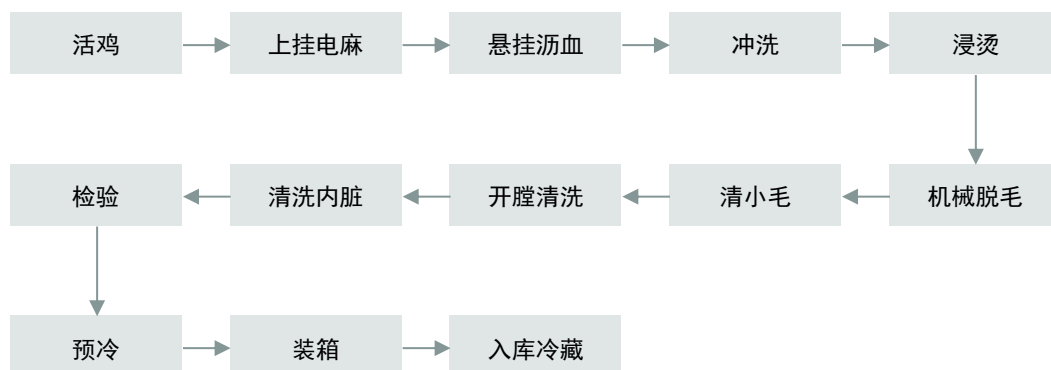 活鸡
上挂电麻
悬挂沥血
冲洗
浸烫
机械脱毛
清小毛
开膛清洗
清洗内脏
检验
预冷
装箱
入库冷藏